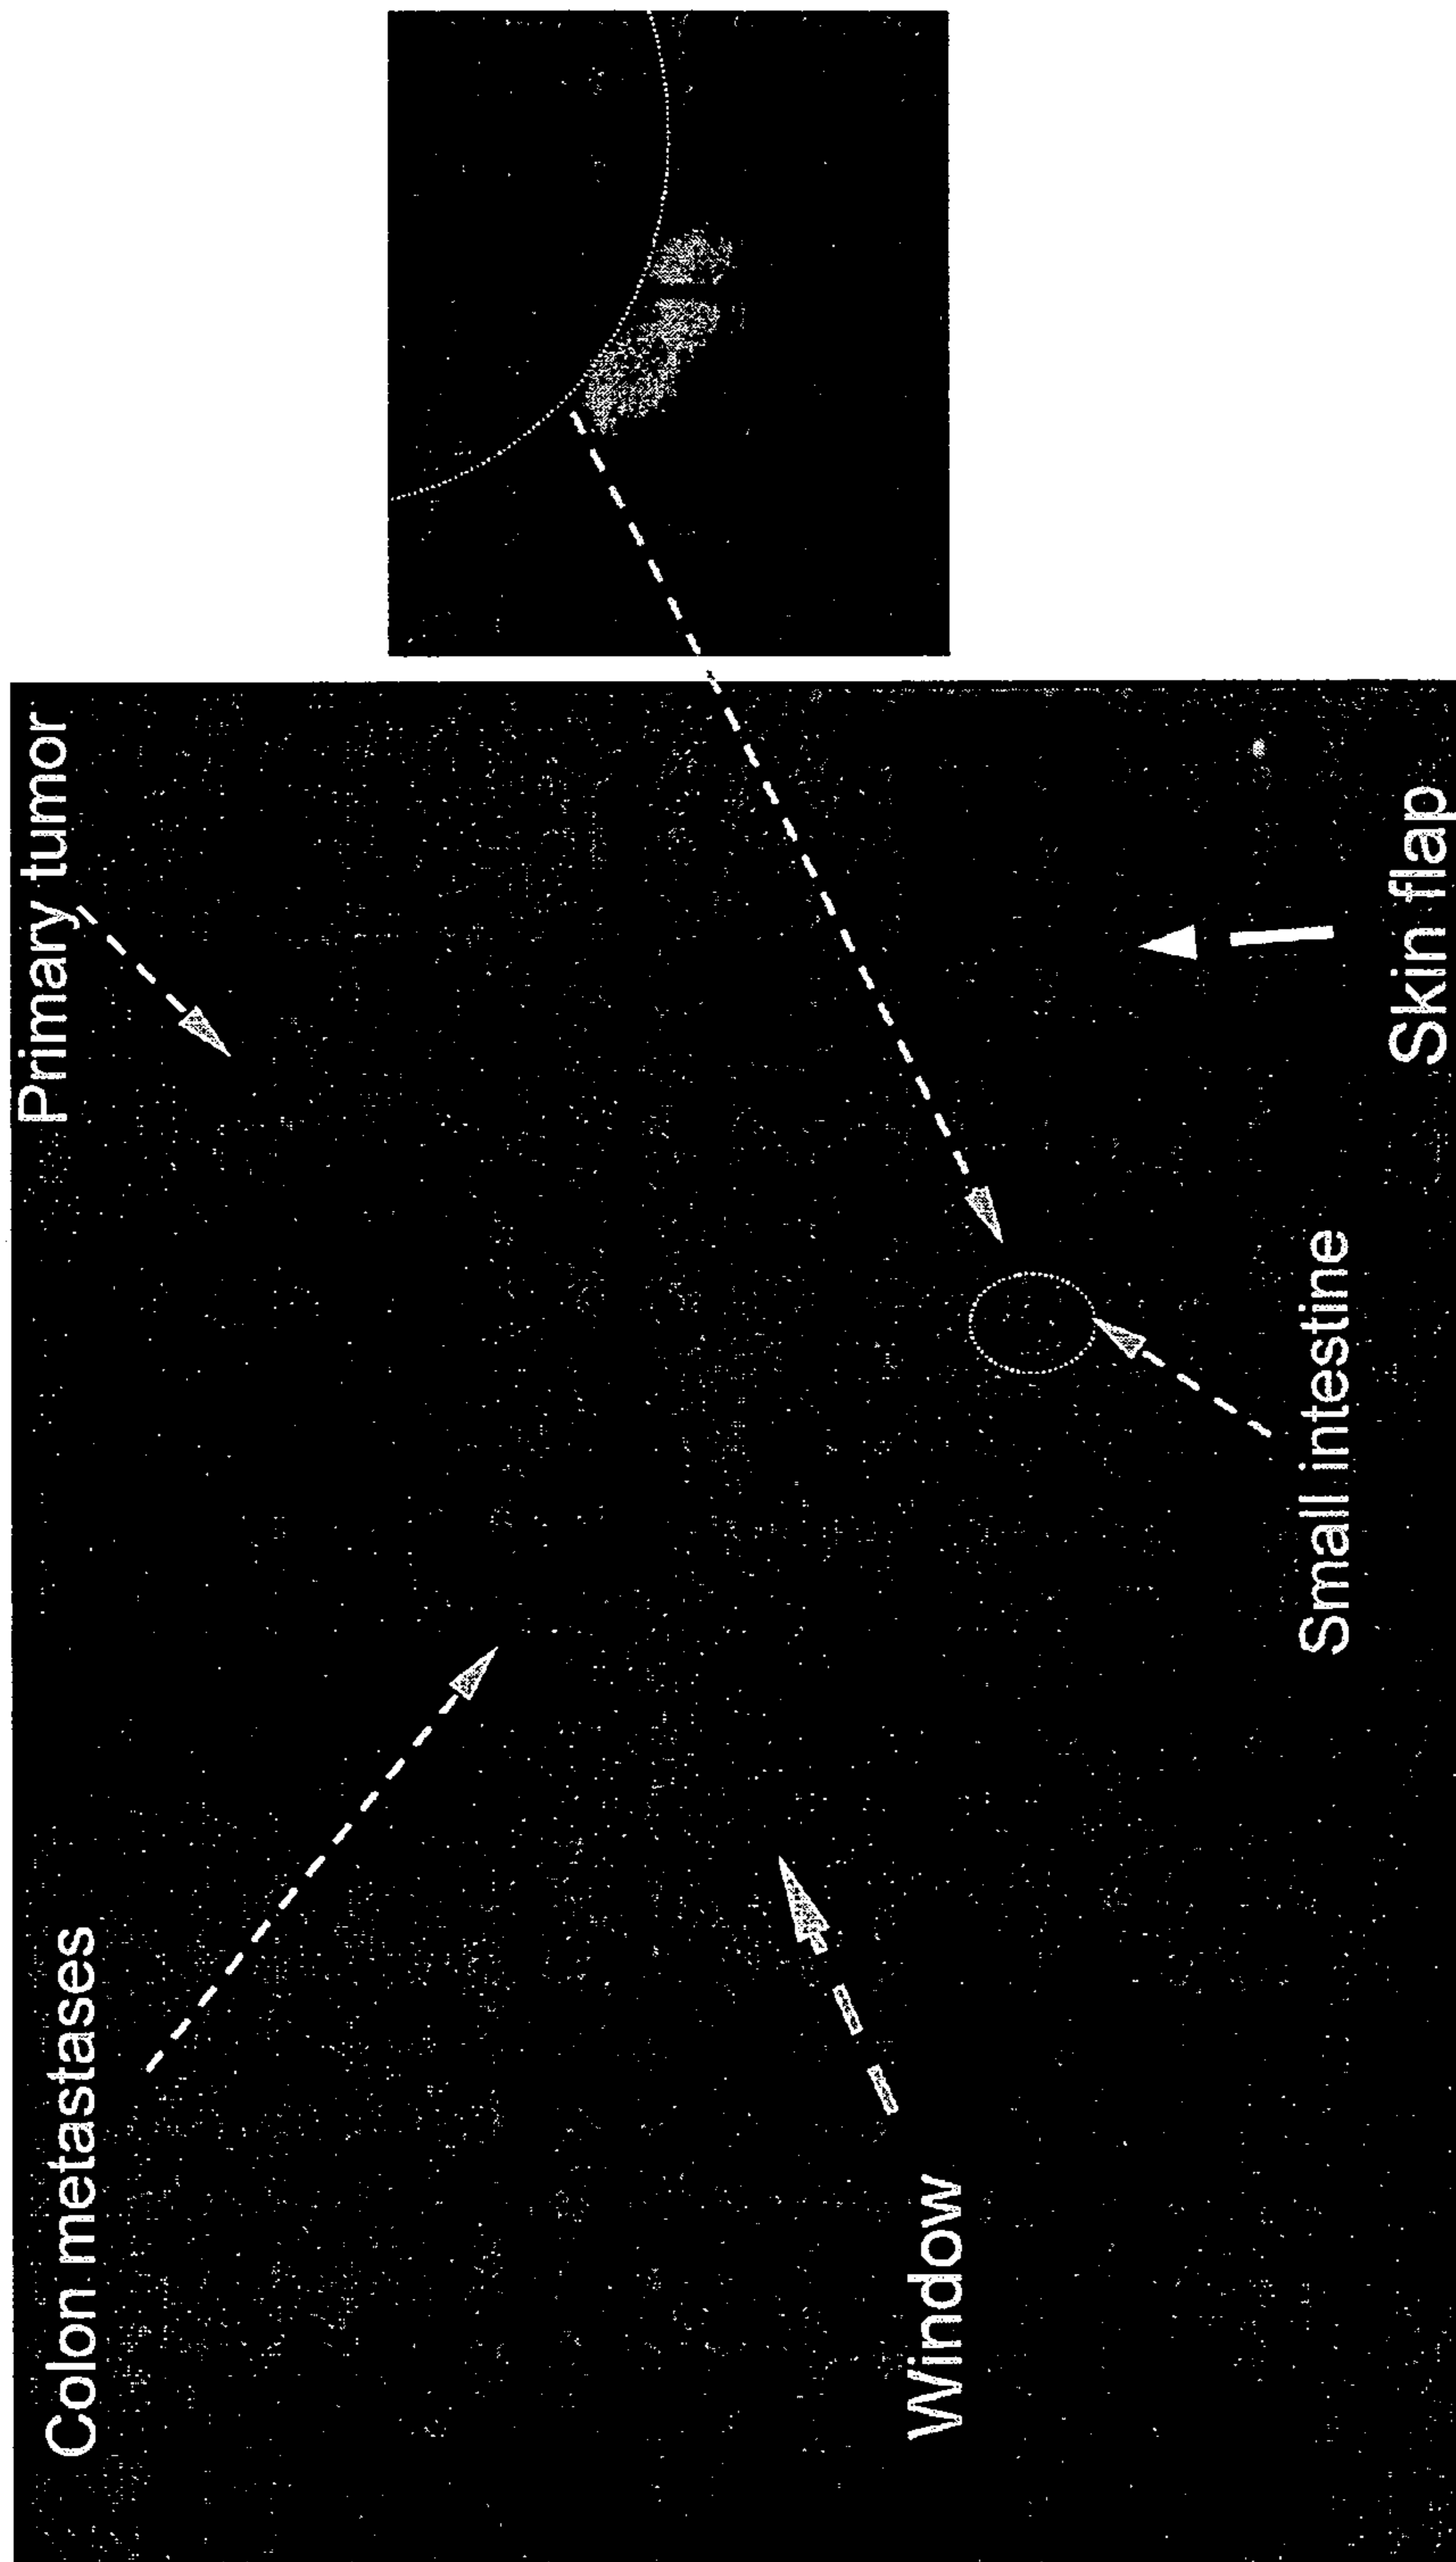 Primary tumor
Colon metastases
Window
Small intestine
Skin flap